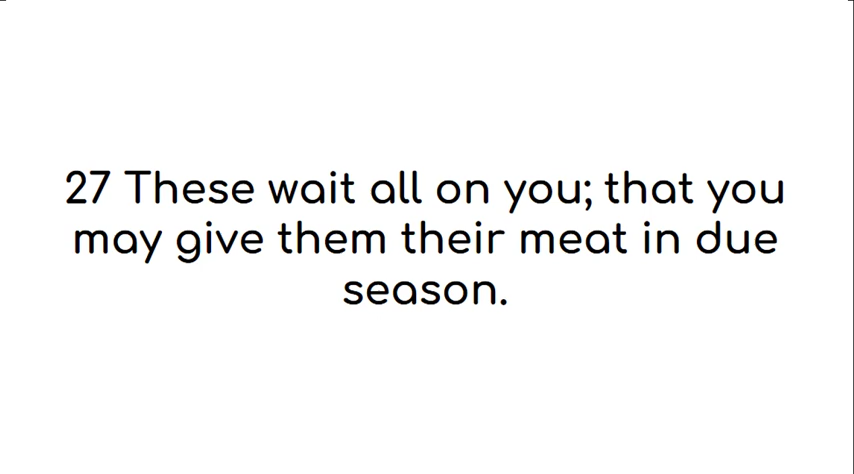 27 These wait all on you; that you
may give them their meat in due
season.